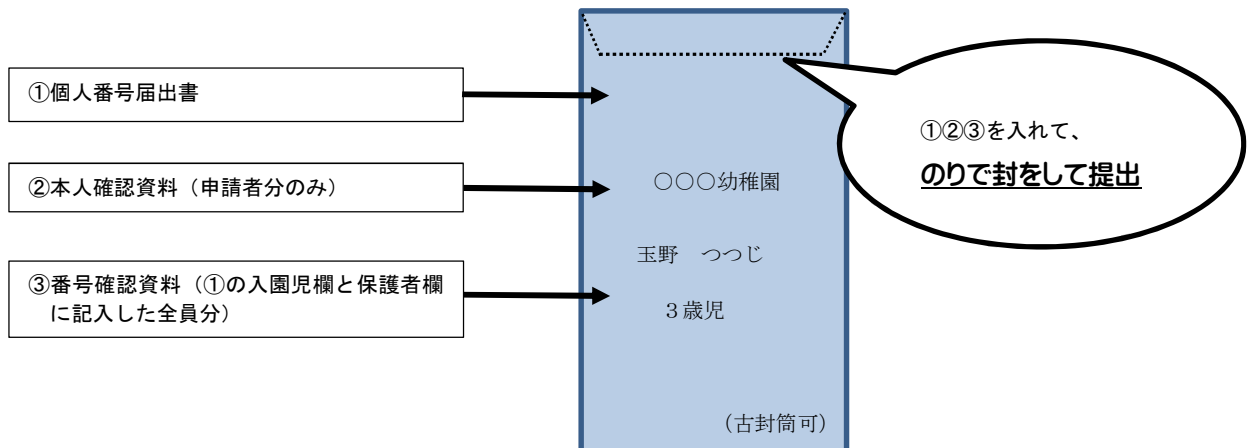 ①個人番号届出書
②本人確認資料（申請者分のみ）
③番号確認資料（①の入園児欄と保護者欄
に記入した全員分）
〇〇〇幼稚園
玉野　つつじ
３歳児
（古封筒可）
①②③を入れて、
のりで封をして提出